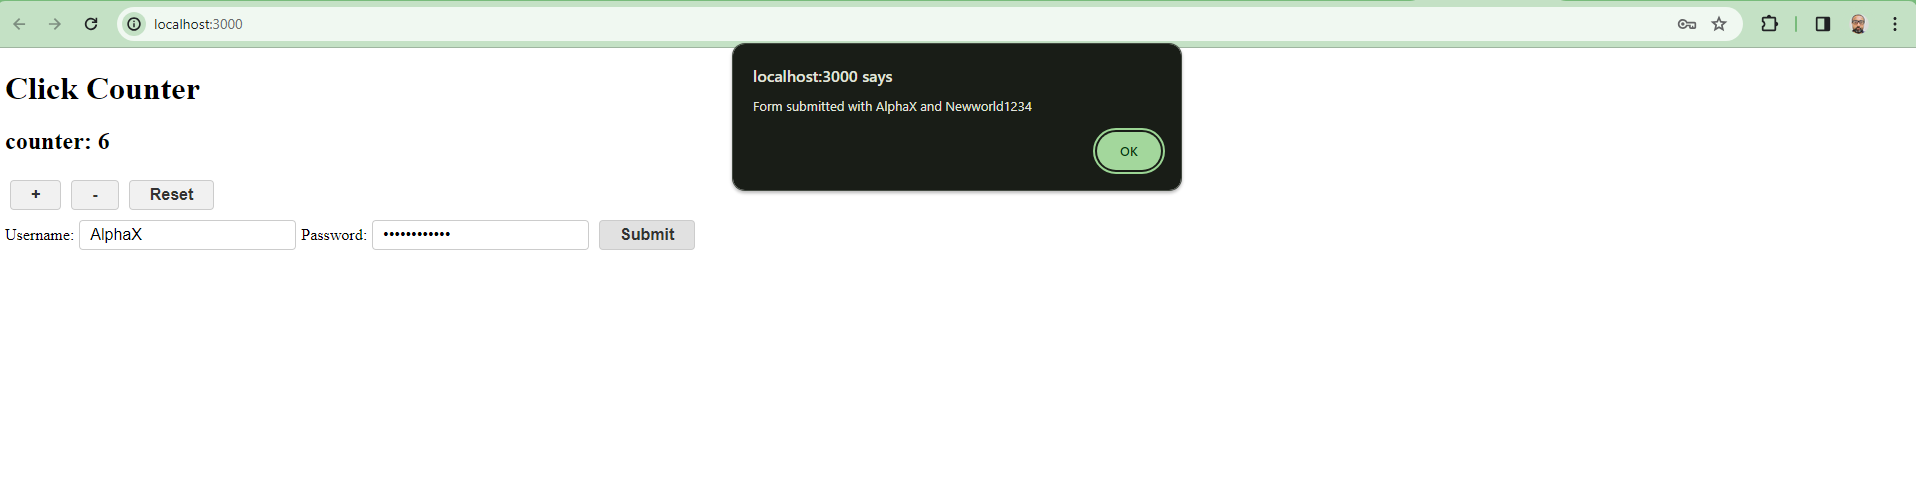 localhost:3000
localhost:3000 says
Form submitted with AlphaX and Newworld1234
OK
Click Counter
counter: 6
+ - Reset
Username: AlphaX Password: •••••••••••• Submit